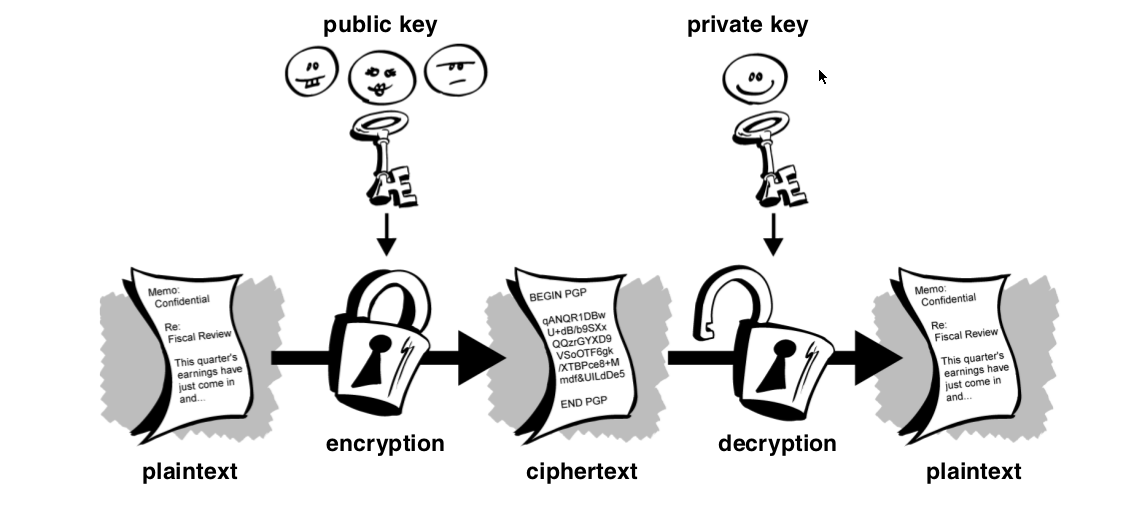 public key
private key
Memo:
Confidential
Re:
Fiscal Review
This quarter's
earnings have
just come in
and...
BEGIN PGP
qANQR1DBw
U+dB/b9SXx
QQzrGYXD9
VSoOTF6gk
/XTBPce8+M
mdf&UILdDe5
END PGP
Memo:
Confidential
Re:
Fiscal Review
This quarter's
earnings have
just come in
and...
encryption
decryption
plaintext
ciphertext
plaintext